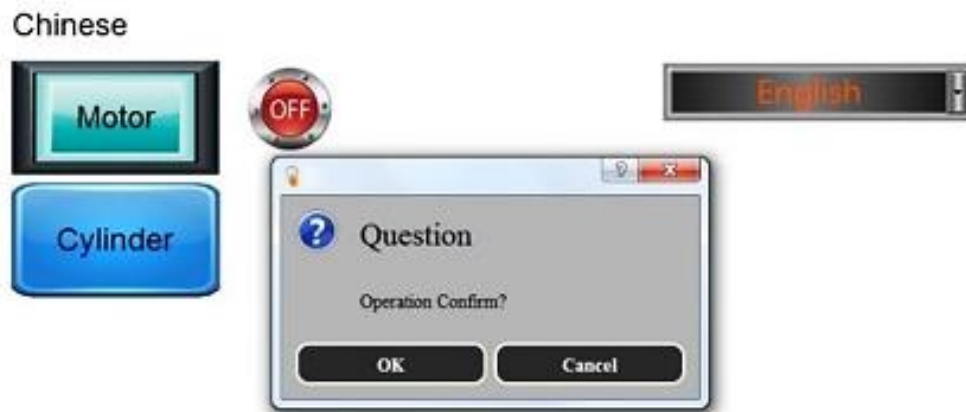 Chinese
Motor
OFF
English
Cylinder
?
Question
Operation Confirm?
OK
Cancel